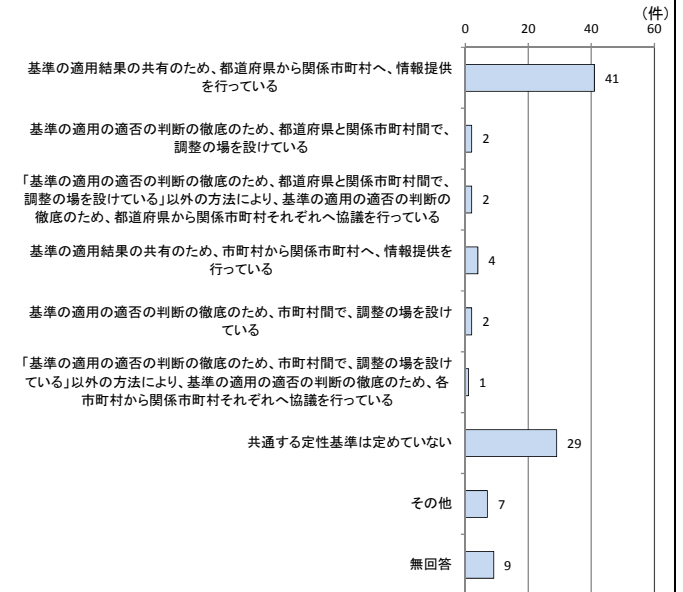 （件）
0 20 40 60
基準の適用結果の共有のため、都道府県から関係市町村へ、情報提供
を行っている
41
基準の適用の適否の判断の徹底のため、都道府県と関係市町村間で、
調整の場を設けている
2
「基準の適用の適否の判断の徹底のため、都道府県と関係市町村間で、
調整の場を設けている」以外の方法により、基準の適用の適否の判断の
徹底のため、都道府県から関係市町村それぞれへ協議を行っている
2
基準の適用結果の共有のため、市町村から関係市町村へ、情報提供を
行っている
4
基準の適用の適否の判断の徹底のため、市町村間で、調整の場を設け
ている
2
「基準の適用の適否の判断の徹底のため、市町村間で、調整の場を設け
ている」以外の方法により、基準の適用の適否の判断の徹底のため、各
市町村から関係市町村それぞれへ協議を行っている
1
共通する定性基準は定めていない
29
その他
7
無回答
9